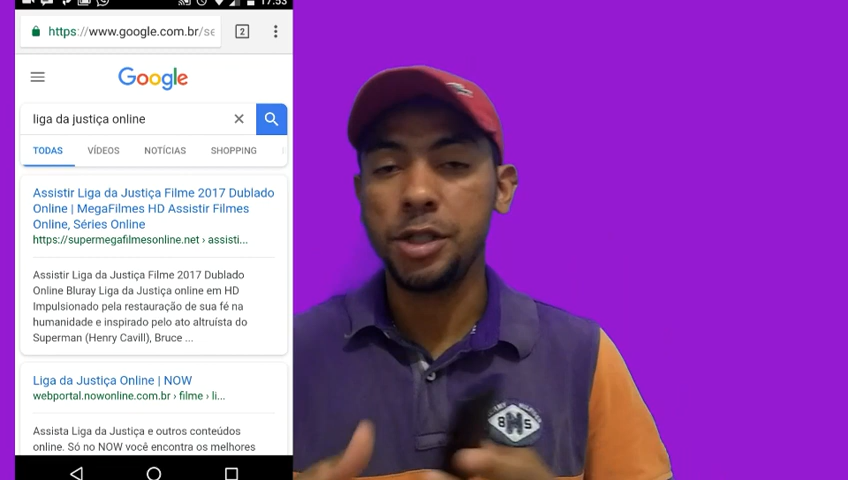 17:53
https://www.google.com.br/se
2
Google
liga da justiça online
TODAS VÍDEOS NOTÍCIAS SHOPPING
Assistir Liga da Justiça Filme 2017 Dublado
Online | MegaFilmes HD Assistir Filmes
Online, Séries Online
https://supermegafilmesonline.net › assisti...
Assistir Liga da Justiça Filme 2017 Dublado
Online Bluray Liga da Justiça online em HD
Impulsionado pela restauração de sua fé na
humanidade e inspirado pelo ato altruísta do
Superman (Henry Cavill), Bruce ...
Liga da Justiça Online | NOW
webportal.nowonline.com.br › filme › li...
Assista Liga da Justiça e outros conteúdos
online. Só no NOW você encontra os melhores
8 5